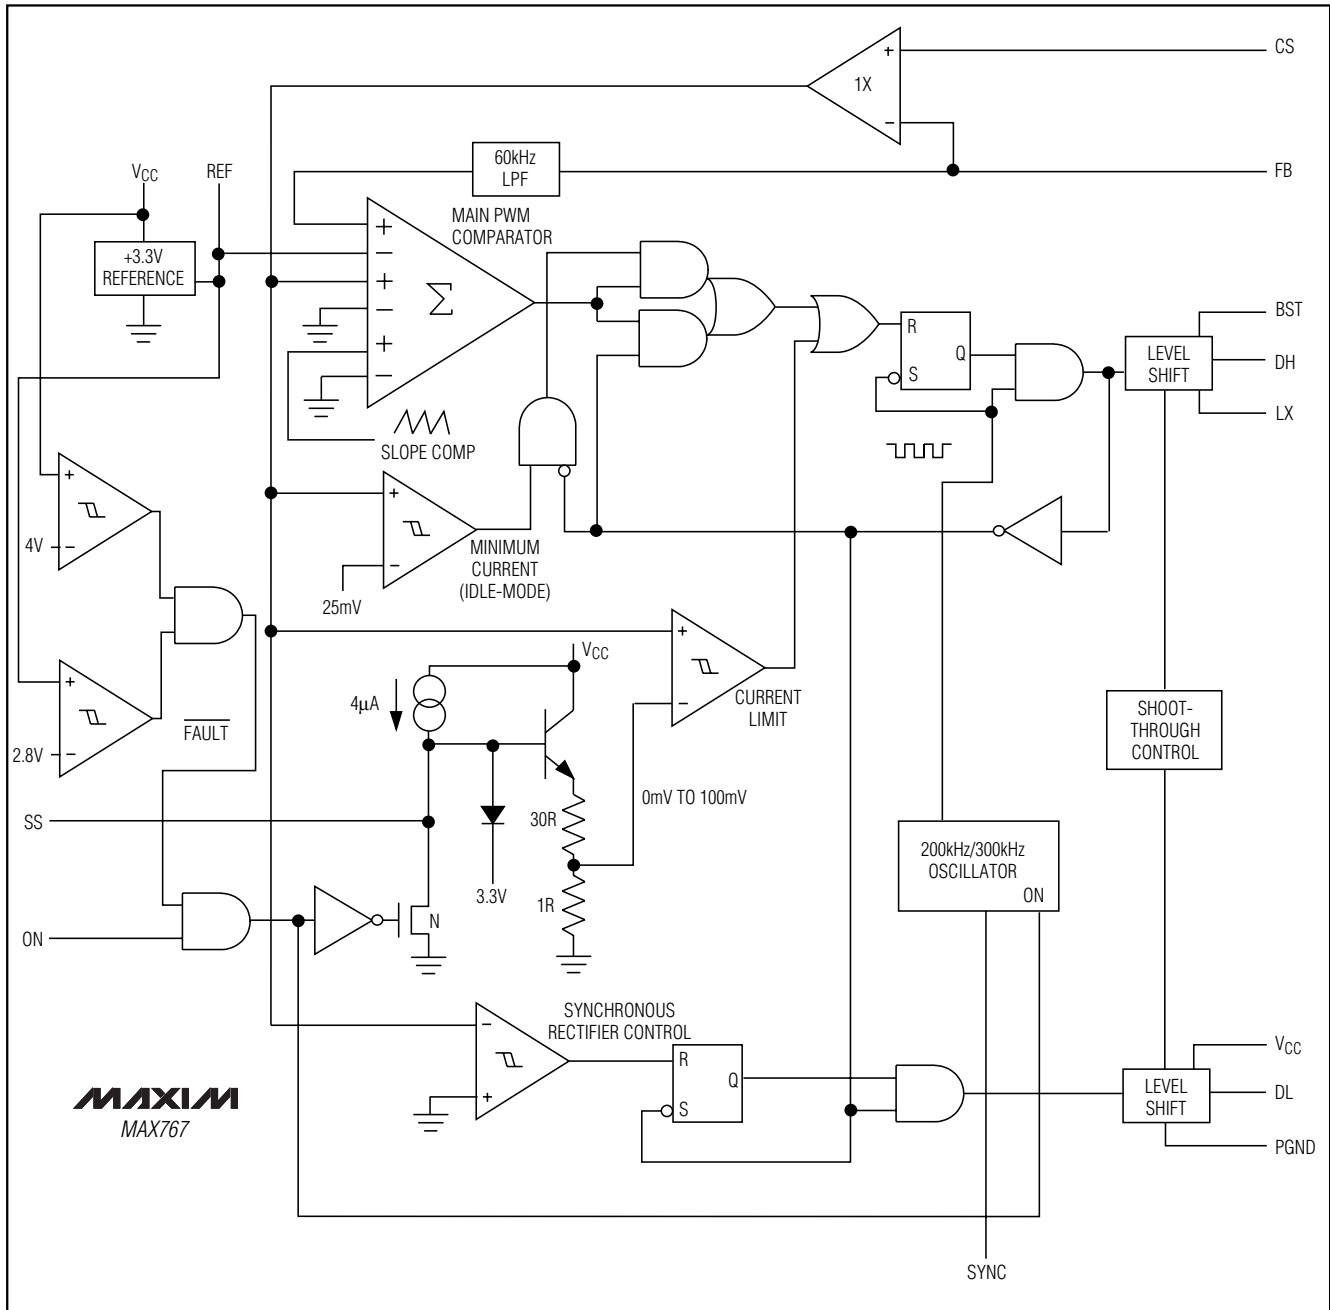 CS
+
1X
−
60kHz
LPF
FB
VCC
REF
MAIN PWM
COMPARATOR
+
−
+
−
+
−
Σ
+3.3V
REFERENCE
BST
R
Q
S
LEVEL
SHIFT
DH
LX
SLOPE COMP
+
4V
−
+
−
25mV
MINIMUM
CURRENT
(IDLE-MODE)
+
−
CURRENT
LIMIT
VCC
4µA
+
2.8V
−
FAULT
SHOOT-
THROUGH
CONTROL
0mV TO 100mV
SS
30R
3.3V
1R
200kHz/300kHz
OSCILLATOR
ON
ON
N
SYNCHRONOUS
RECTIFIER CONTROL
−
+
R
Q
S
VCC
LEVEL
SHIFT
DL
PGND
MAXIM
MAX767
SYNC